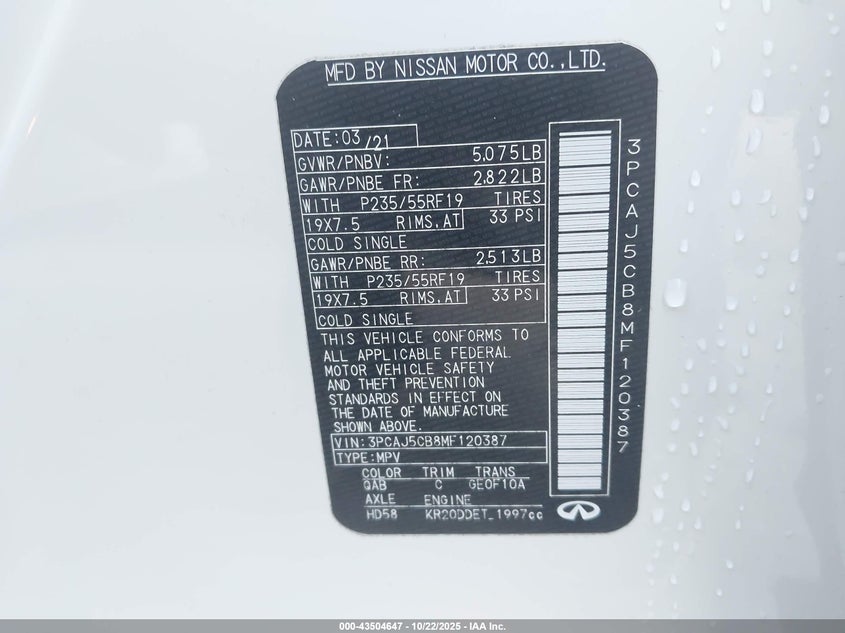 MFD BY NISSAN MOTOR CO.,LTD.
DATE:03/21
GVWR/PNBV: 5,075LB
GAWR/PNBE FR: 2,822LB
WITH P235/55RF19 TIRES
19X7.5 RIMS.AT 33 PSI
COLD SINGLE
GAWR/PNBE RR: 2,513LB
WITH P235/55RF19 TIRES
19X7.5 RIMS.AT 33 PSI
COLD SINGLE
THIS VEHICLE CONFORMS TO
ALL APPLICABLE FEDERAL
MOTOR VEHICLE SAFETY
AND THEFT PREVENTION
STANDARDS IN EFFECT ON
THE DATE OF MANUFACTURE
SHOWN ABOVE.
VIN:3PCAJ5CB8MF120387
TYPE:MPV
COLOR TRIM TRANS
QAB C GE0F10A
AXLE ENGINE
HD58 KR20DDET_1997cc
3PCAJ5CB8MF120387
000-43504647 - 10/22/2025 - IAA Inc.